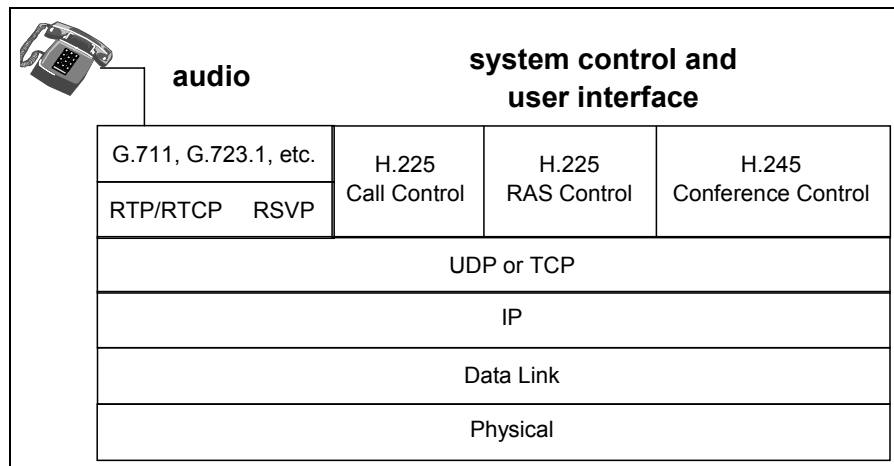 audio
system control and
user interface
G.711, G.723.1, etc.
RTP/RTCP RSVP
H.225
Call Control
H.225
RAS Control
H.245
Conference Control
UDP or TCP
IP
Data Link
Physical